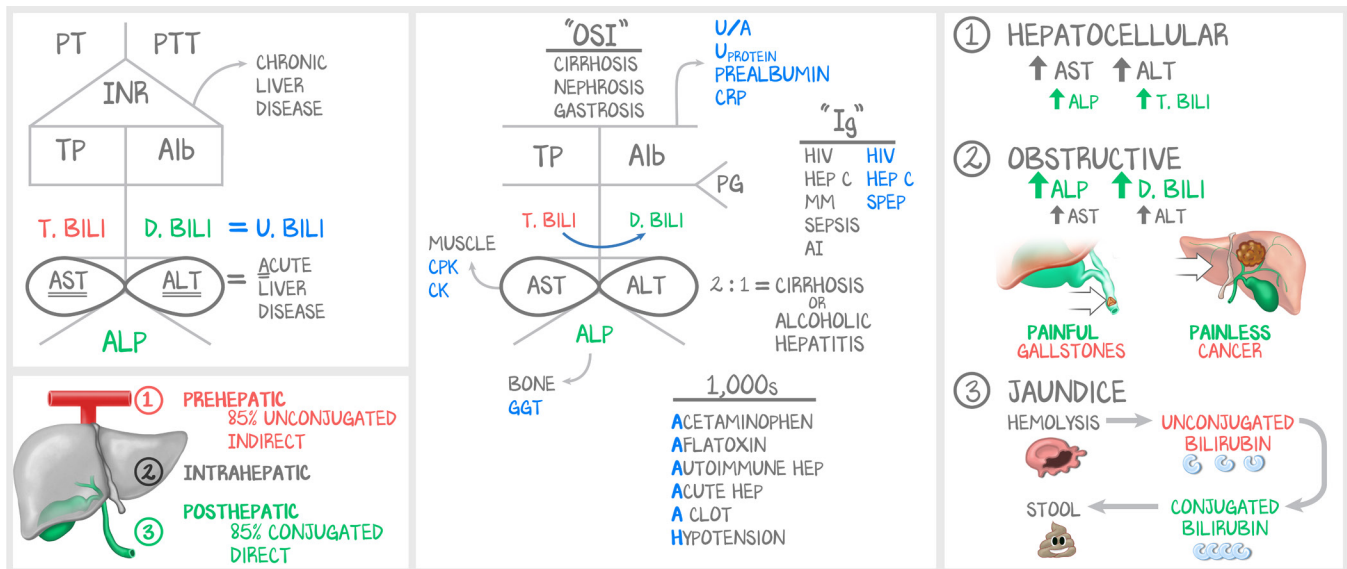 PT PTT
INR
CHRONIC
LIVER
DISEASE
TP Alb
T. BILI D. BILI = U. BILI
AST ALT = ACUTE
LIVER
DISEASE
ALP
1 PREHEPATIC
85% UNCONJUGATED
INDIRECT
2 INTRAHEPATIC
3 POSTHEPATIC
85% CONJUGATED
DIRECT
"OSI"
CIRRHOSIS
NEPHROSIS
GASTROSIS
U/A
UPROTEIN
PREALBUMIN
CRP
TP Alb
PG
"Ig"
HIV HIV
HEP C HEP C
MM SPEP
SEPSIS
AI
T. BILI D. BILI
MUSCLE
CPK
CK
AST ALT
2:1 = CIRRHOSIS
OR
ALCOHOLIC
HEPATITIS
ALP
BONE
GGT
1,000s
ACETAMINOPHEN
AFLATOXIN
AUTOIMMUNE HEP
ACUTE HEP
A CLOT
HYPOTENSION
1 HEPATOCELLULAR
↑ AST ↑ ALT
↑ ALP ↑ T. BILI
2 OBSTRUCTIVE
↑ ALP ↑ D. BILI
↑ AST ↑ ALT
PAINFUL
GALLSTONES
PAINLESS
CANCER
3 JAUNDICE
HEMOLYSIS
UNCONJUGATED
BILIRUBIN
STOOL
CONJUGATED
BILIRUBIN